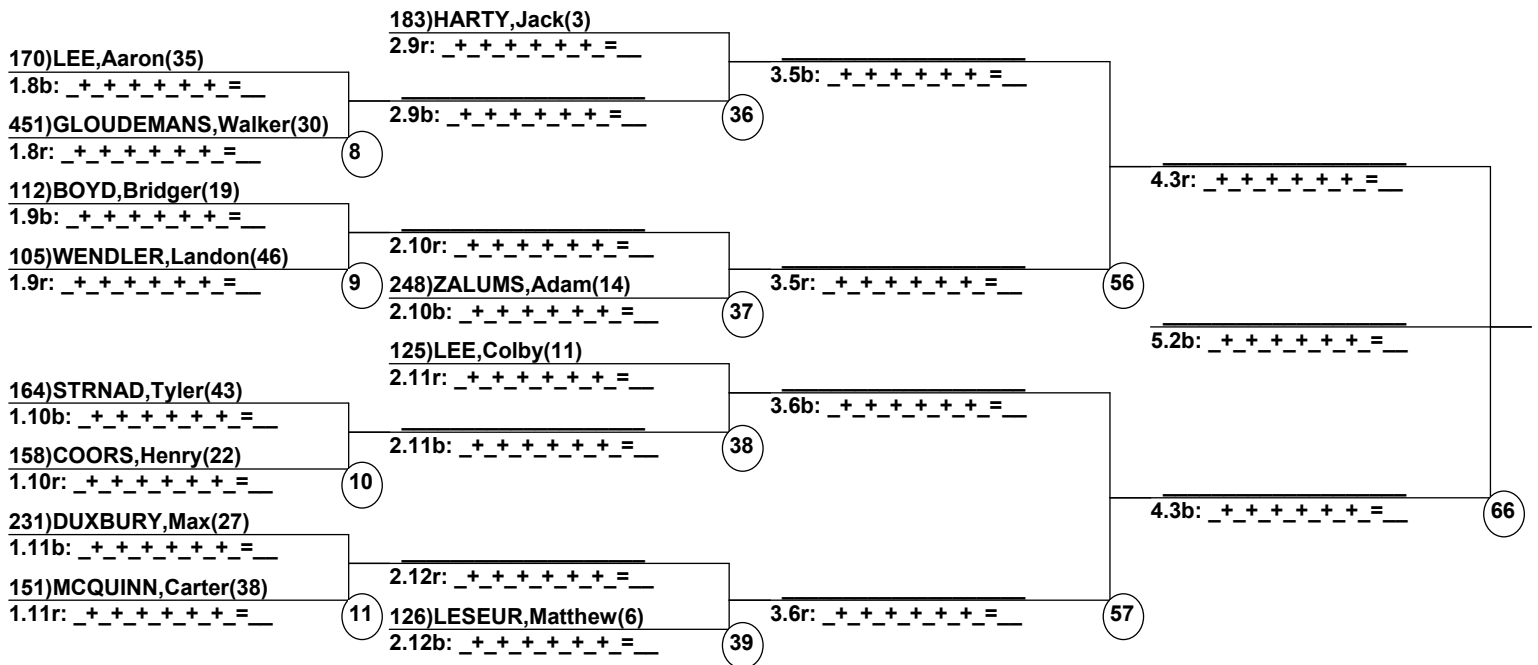 183)HARTY,Jack(3)
2.9r: _+_+_+_+_+_=__
170)LEE,Aaron(35)
1.8b: _+_+_+_+_+_=__
2.9b: _+_+_+_+_+_=__
36
451)GLOUDEMANS,Walker(30)
1.8r: _+_+_+_+_+_=__
8
3.5b: _+_+_+_+_+_=__
112)BOYD,Bridger(19)
1.9b: _+_+_+_+_+_=__
2.10r: _+_+_+_+_+_=__
105)WENDLER,Landon(46)
1.9r: _+_+_+_+_+_=__
9
248)ZALUMS,Adam(14)
2.10b: _+_+_+_+_+_=__
37
3.5r: _+_+_+_+_+_=__
56
4.3r: _+_+_+_+_+_=__
5.2b: _+_+_+_+_+_=__
125)LEE,Colby(11)
2.11r: _+_+_+_+_+_=__
164)STRNAD,Tyler(43)
1.10b: _+_+_+_+_+_=__
2.11b: _+_+_+_+_+_=__
38
158)COORS,Henry(22)
1.10r: _+_+_+_+_+_=__
10
3.6b: _+_+_+_+_+_=__
231)DUXBURY,Max(27)
1.11b: _+_+_+_+_+_=__
2.12r: _+_+_+_+_+_=__
151)MCQUINN,Carter(38)
1.11r: _+_+_+_+_+_=__
11
126)LESEUR,Matthew(6)
2.12b: _+_+_+_+_+_=__
39
3.6r: _+_+_+_+_+_=__
57
4.3b: _+_+_+_+_+_=__
66